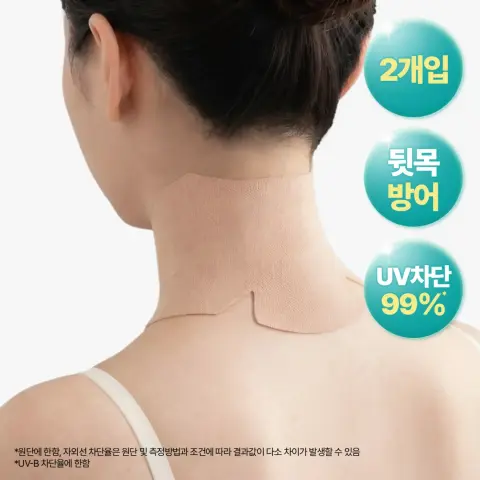 2개입
뒷목
방어
UV차단
99%*
*원단에 한함, 자외선 차단율은 원단 및 측정방법과 조건에 따라 결과값이 다소 차이가 발생할 수 있음
*UV-B 차단율에 한함